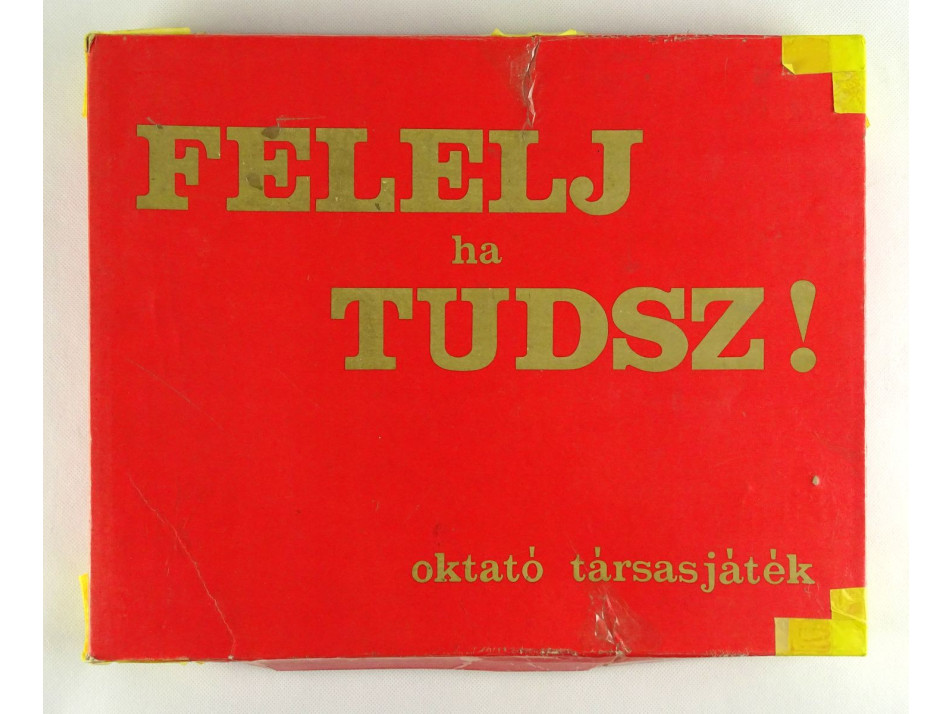 FELELJ
ha
TUDSZ!
oktató társasjáték